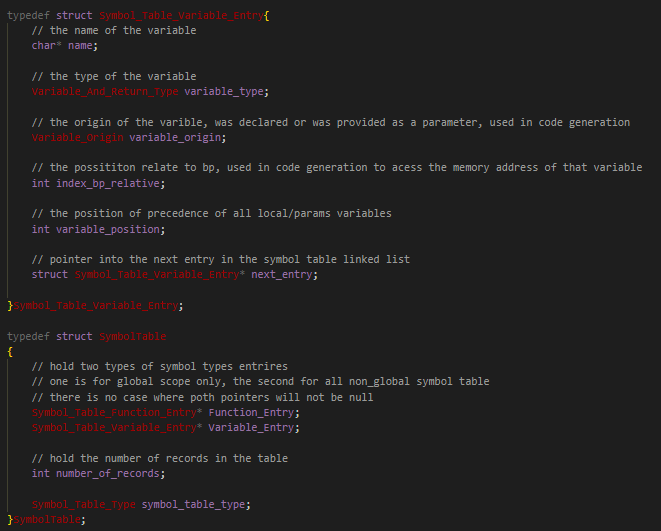 typedef struct Symbol_Table_Variable_Entry{
// the name of the variable
char* name;
// the type of the variable
Variable_And_Return_Type variable_type;
// the origin of the varible, was declared or was provided as a parameter, used in code generation
Variable_Origin variable_origin;
// the possititon relate to bp, used in code generation to acess the memory address of that variable
int index_bp_relative;
// the position of precedence of all local/params variables
int variable_position;
// pointer into the next entry in the symbol table linked list
struct Symbol_Table_Variable_Entry* next_entry;
}Symbol_Table_Variable_Entry;
typedef struct SymbolTable
{
// hold two types of symbol types entrires
// one is for global scope only, the second for all non_global symbol table
// there is no case where poth pointers will not be null
Symbol_Table_Function_Entry* Function_Entry;
Symbol_Table_Variable_Entry* Variable_Entry;
// hold the number of records in the table
int number_of_records;
Symbol_Table_Type symbol_table_type;
}SymbolTable;